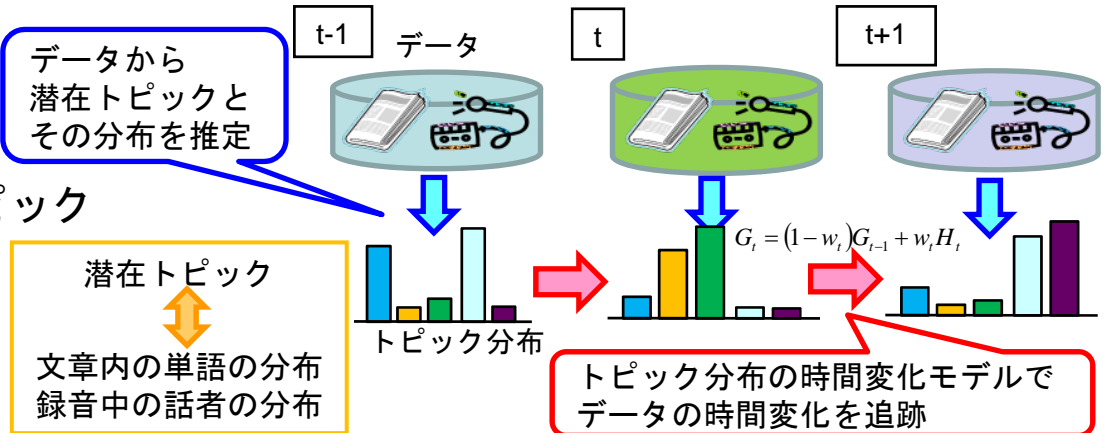 t-1
データ
t
t+1
データから
潜在トピックと
その分布を推定
ピック
G_t = (1 − w_t)G_{t−1} + w_t H_t
潜在トピック
文章内の単語の分布
録音中の話者の分布
トピック分布
トピック分布の時間変化モデルで
データの時間変化を追跡